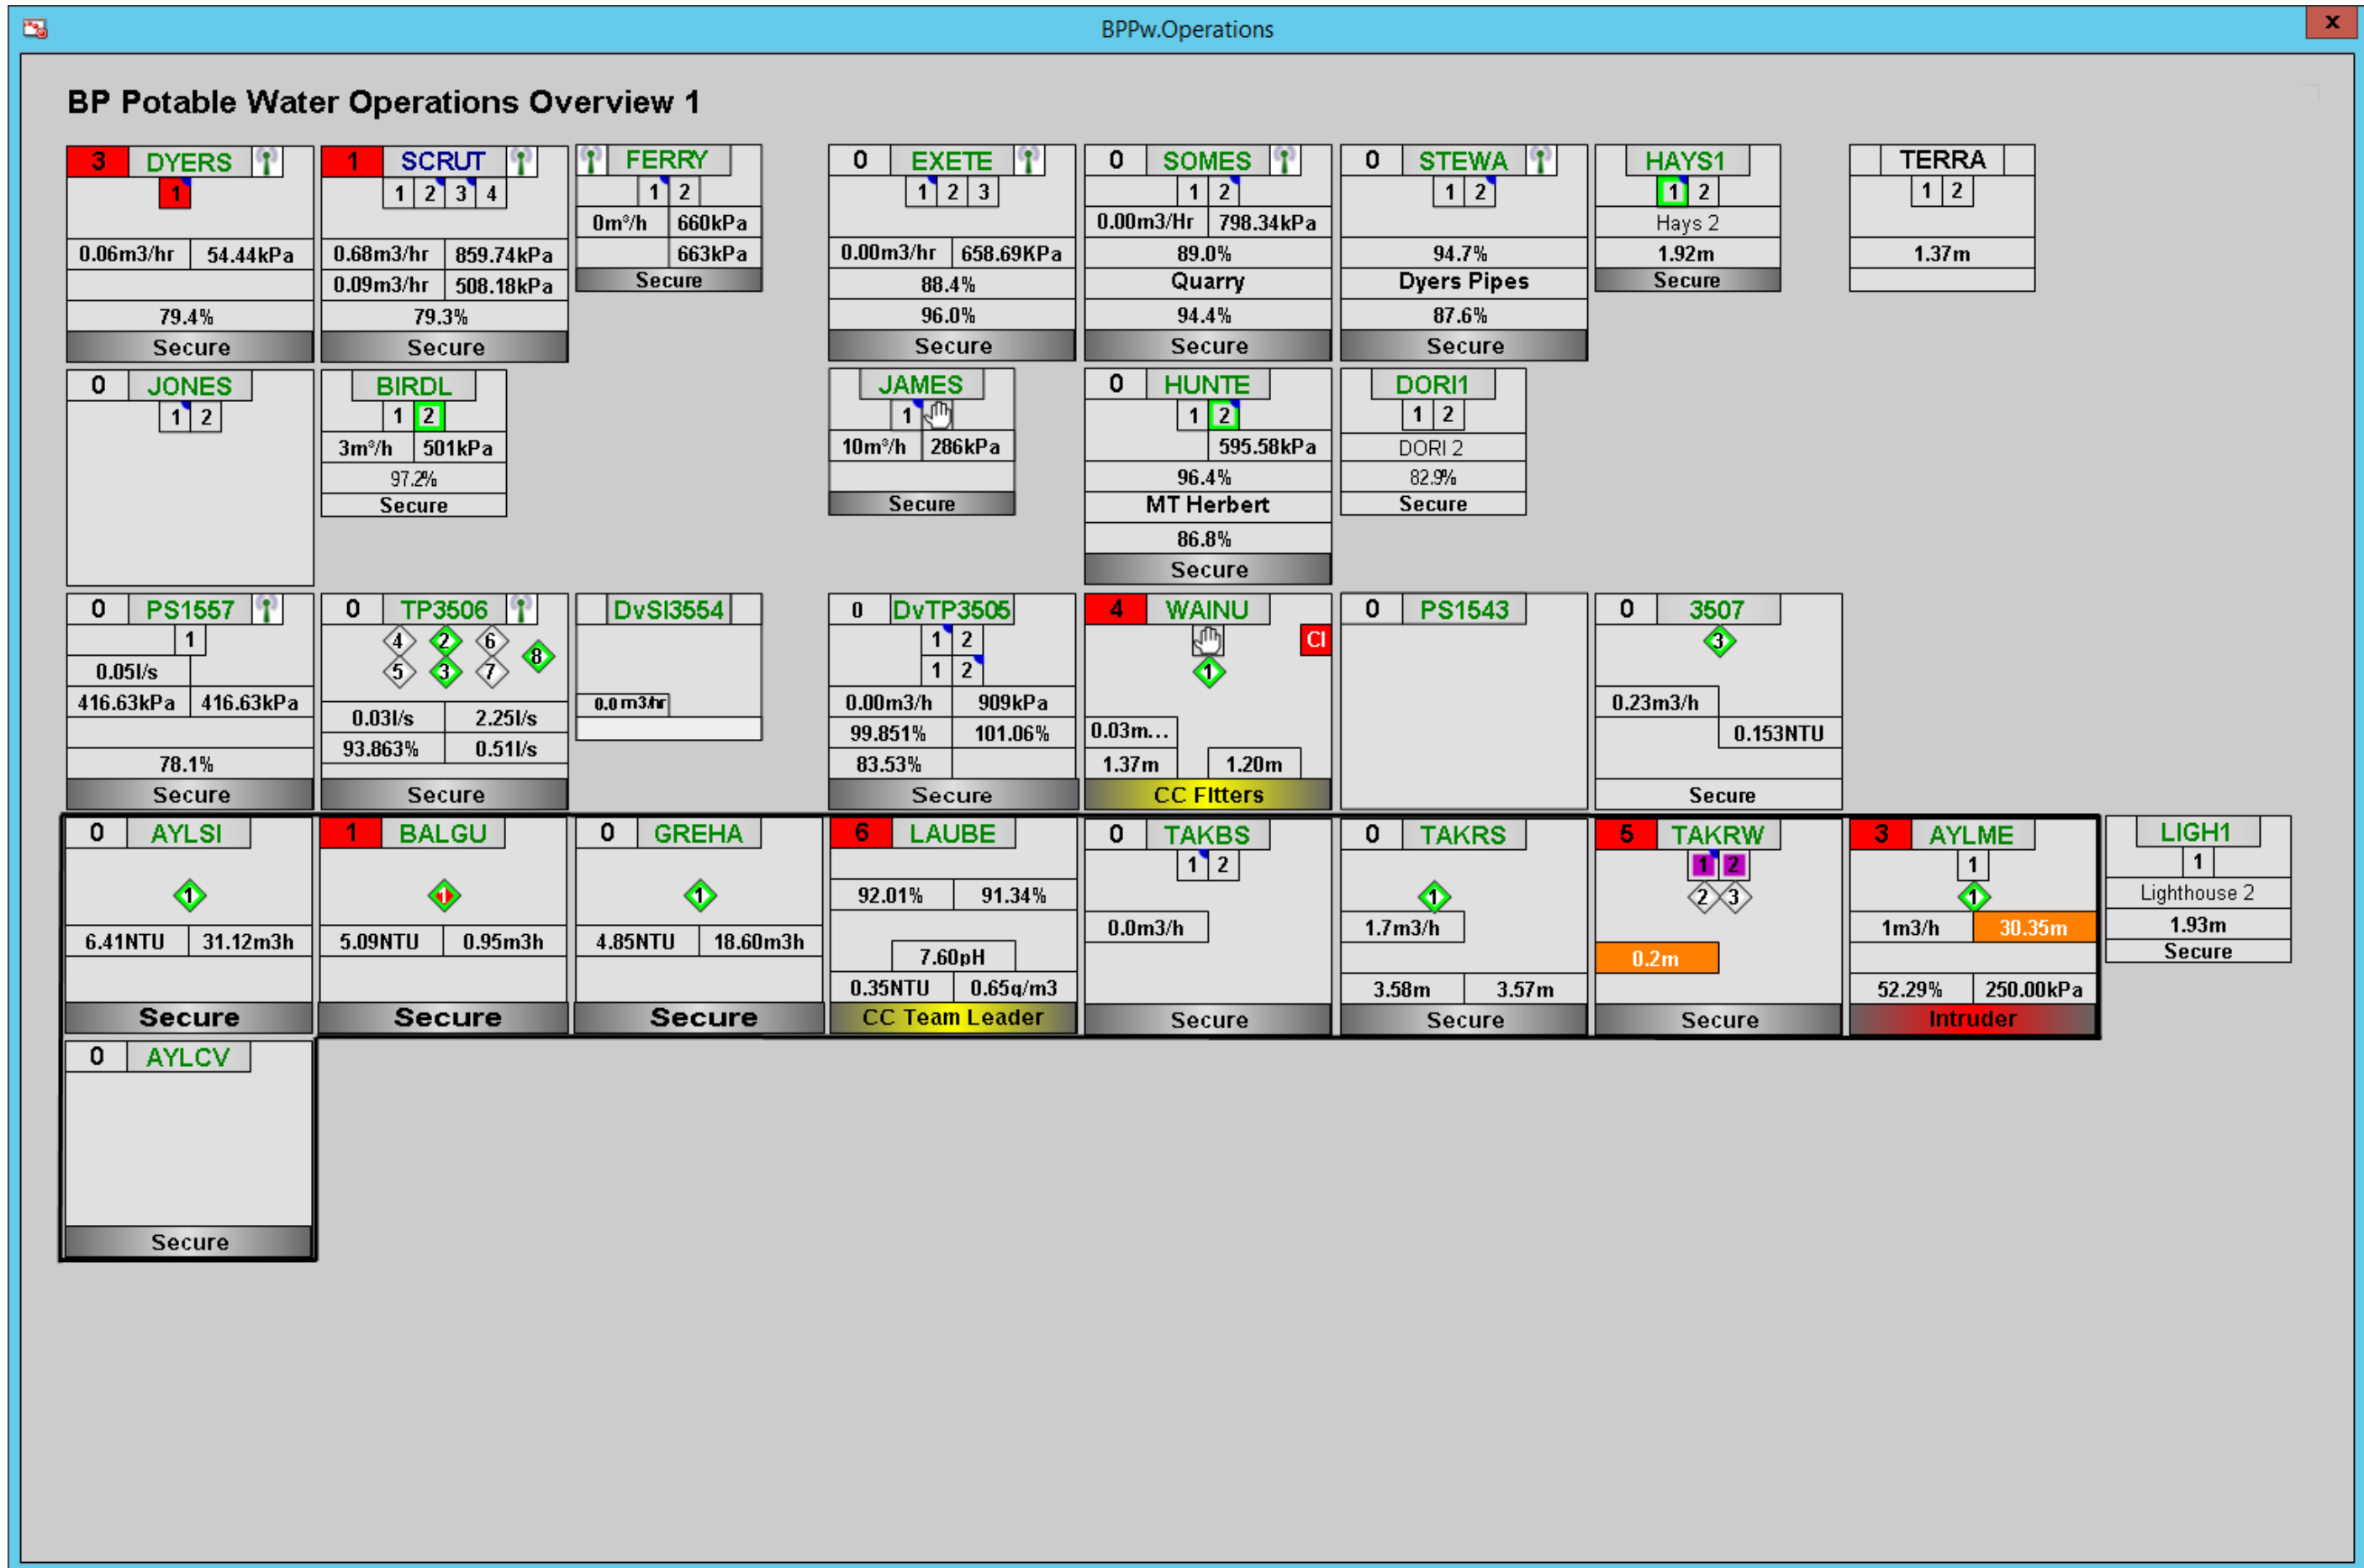 BPPw.Operations
x
BP Potable Water Operations Overview 1
3 DYERS
1
0.06m3/hr 54.44kPa
79.4%
Secure
1 SCRUT
1 2 3 4
0.68m3/hr 859.74kPa
0.09m3/hr 508.18kPa
79.3%
Secure
FERRY
1 2
0m³/h 660kPa
663kPa
Secure
0 EXETE
1 2 3
0.00m3/hr 658.69KPa
88.4%
96.0%
Secure
0 SOMES
1 2
0.00m3/Hr 798.34kPa
89.0%
Quarry
94.4%
Secure
0 STEWA
1 2
94.7%
Dyers Pipes
87.6%
Secure
HAYS1
1 2
Hays 2
1.92m
Secure
TERRA
1 2
1.37m
0 JONES
1 2
BIRDL
1 2
3m³/h 501kPa
97.2%
Secure
JAMES
1
10m³/h 286kPa
Secure
0 HUNTE
1 2
595.58kPa
96.4%
MT Herbert
86.8%
Secure
DORI1
1 2
DORI 2
82.9%
Secure
0 PS1557
1
0.05l/s
416.63kPa 416.63kPa
78.1%
Secure
0 TP3506
4 2 6 8
5 3 7
0.03l/s 2.25l/s
93.863% 0.51l/s
Secure
DvSI3554
0.0 m3/hr
0 DvTP3505
1 2
1 2
0.00m3/h 909kPa
99.851% 101.06%
83.53%
Secure
4 WAINU
CI
1
0.03m...
1.37m 1.20m
CC FItters
0 PS1543
0 3507
3
0.23m3/h
0.153NTU
Secure
0 AYLSI
1
6.41NTU 31.12m3h
Secure
1 BALGU
1
5.09NTU 0.95m3h
Secure
0 GREHA
1
4.85NTU 18.60m3h
Secure
6 LAUBE
92.01% 91.34%
7.60pH
0.35NTU 0.65g/m3
CC Team Leader
0 TAKBS
1 2
0.0m3/h
Secure
0 TAKRS
1
1.7m3/h
3.58m 3.57m
Secure
5 TAKRW
1 2
2 3
0.2m
Secure
3 AYLME
1
1
1m3/h 30.35m
52.29% 250.00kPa
Intruder
LIGH1
1
Lighthouse 2
1.93m
Secure
0 AYLCV
Secure